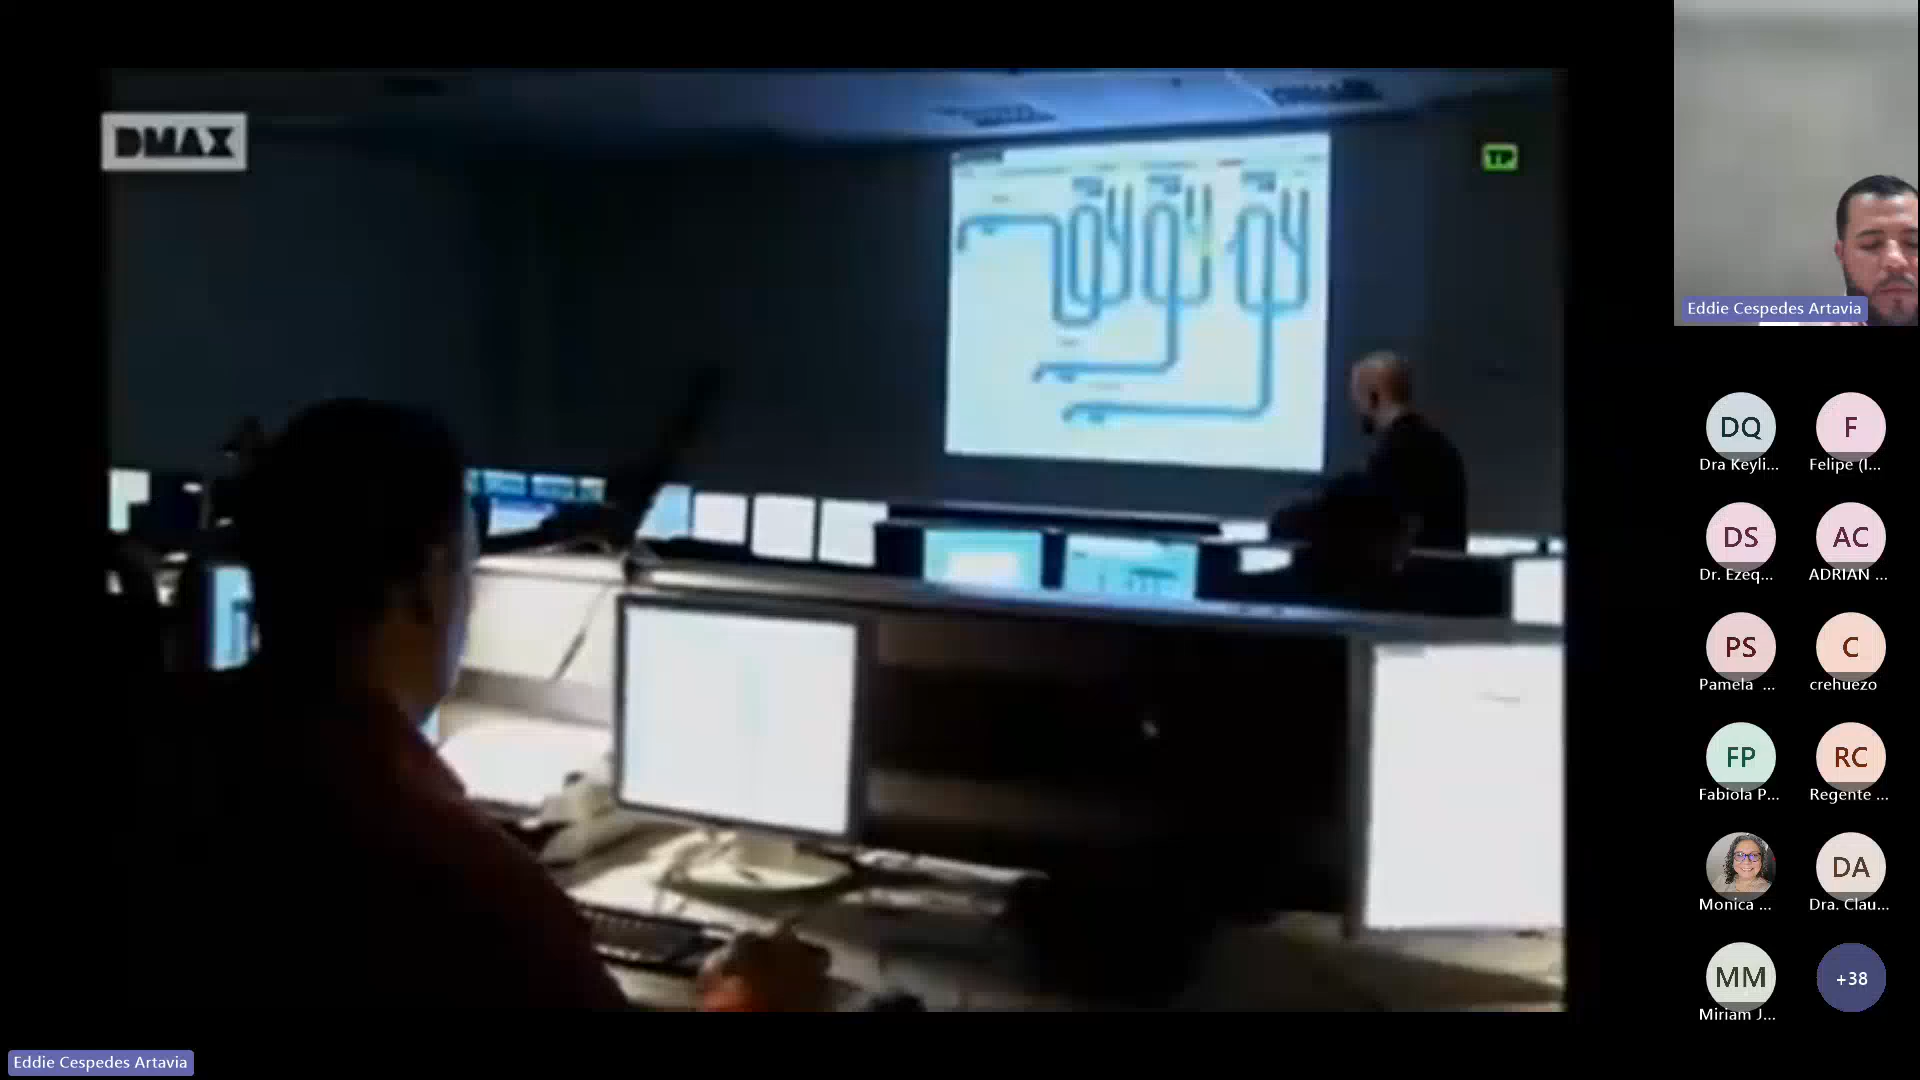 DMAX
TP
Eddie Cespedes Artavia
DQ
F
Dra Keyli...
Felipe (I...
DS
AC
Dr. Ezeq...
ADRIAN ...
PS
C
Pamela ...
crehuezo
FP
RC
Fabiola P...
Regente ...
DA
Monica ...
Dra. Clau...
MM
+38
Miriam J...
Eddie Cespedes Artavia